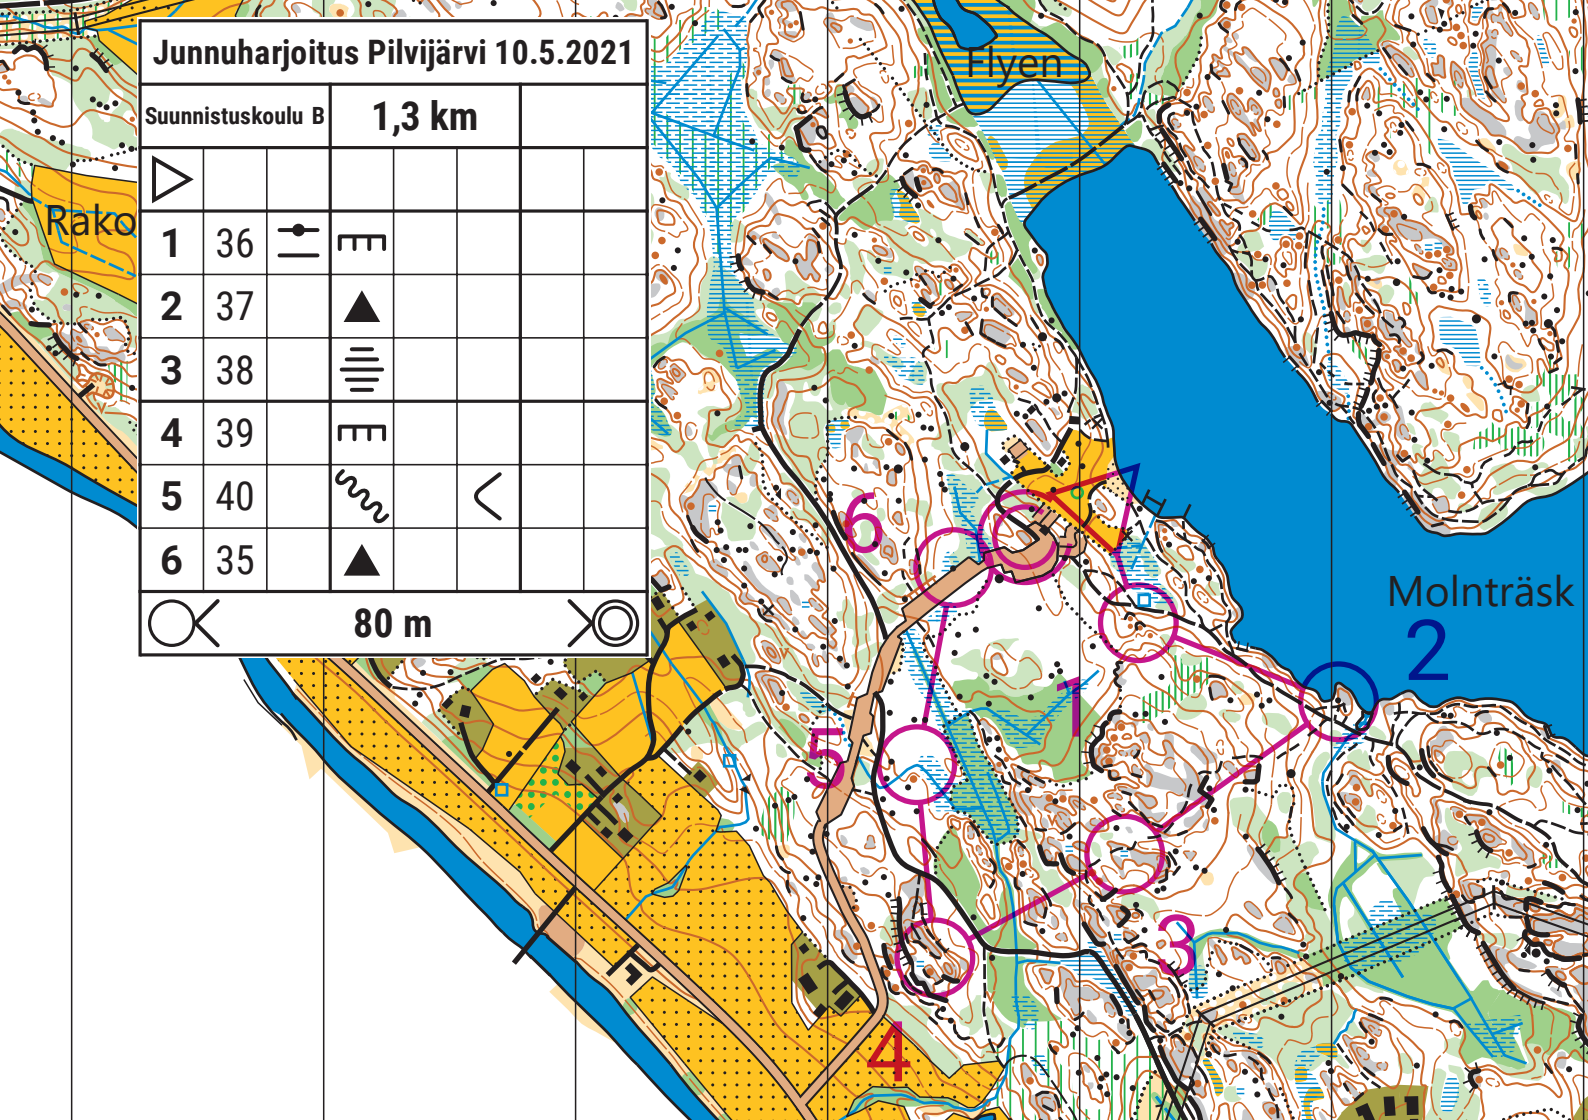 Junnuharjoitus Pilvijärvi 10.5.2021
Suunnistuskoulu B 1,3 km
1 36
2 37
3 38
4 39
5 40
6 35
80 m
Flyen
Rako
Molnträsk
6
1
2
5
3
4